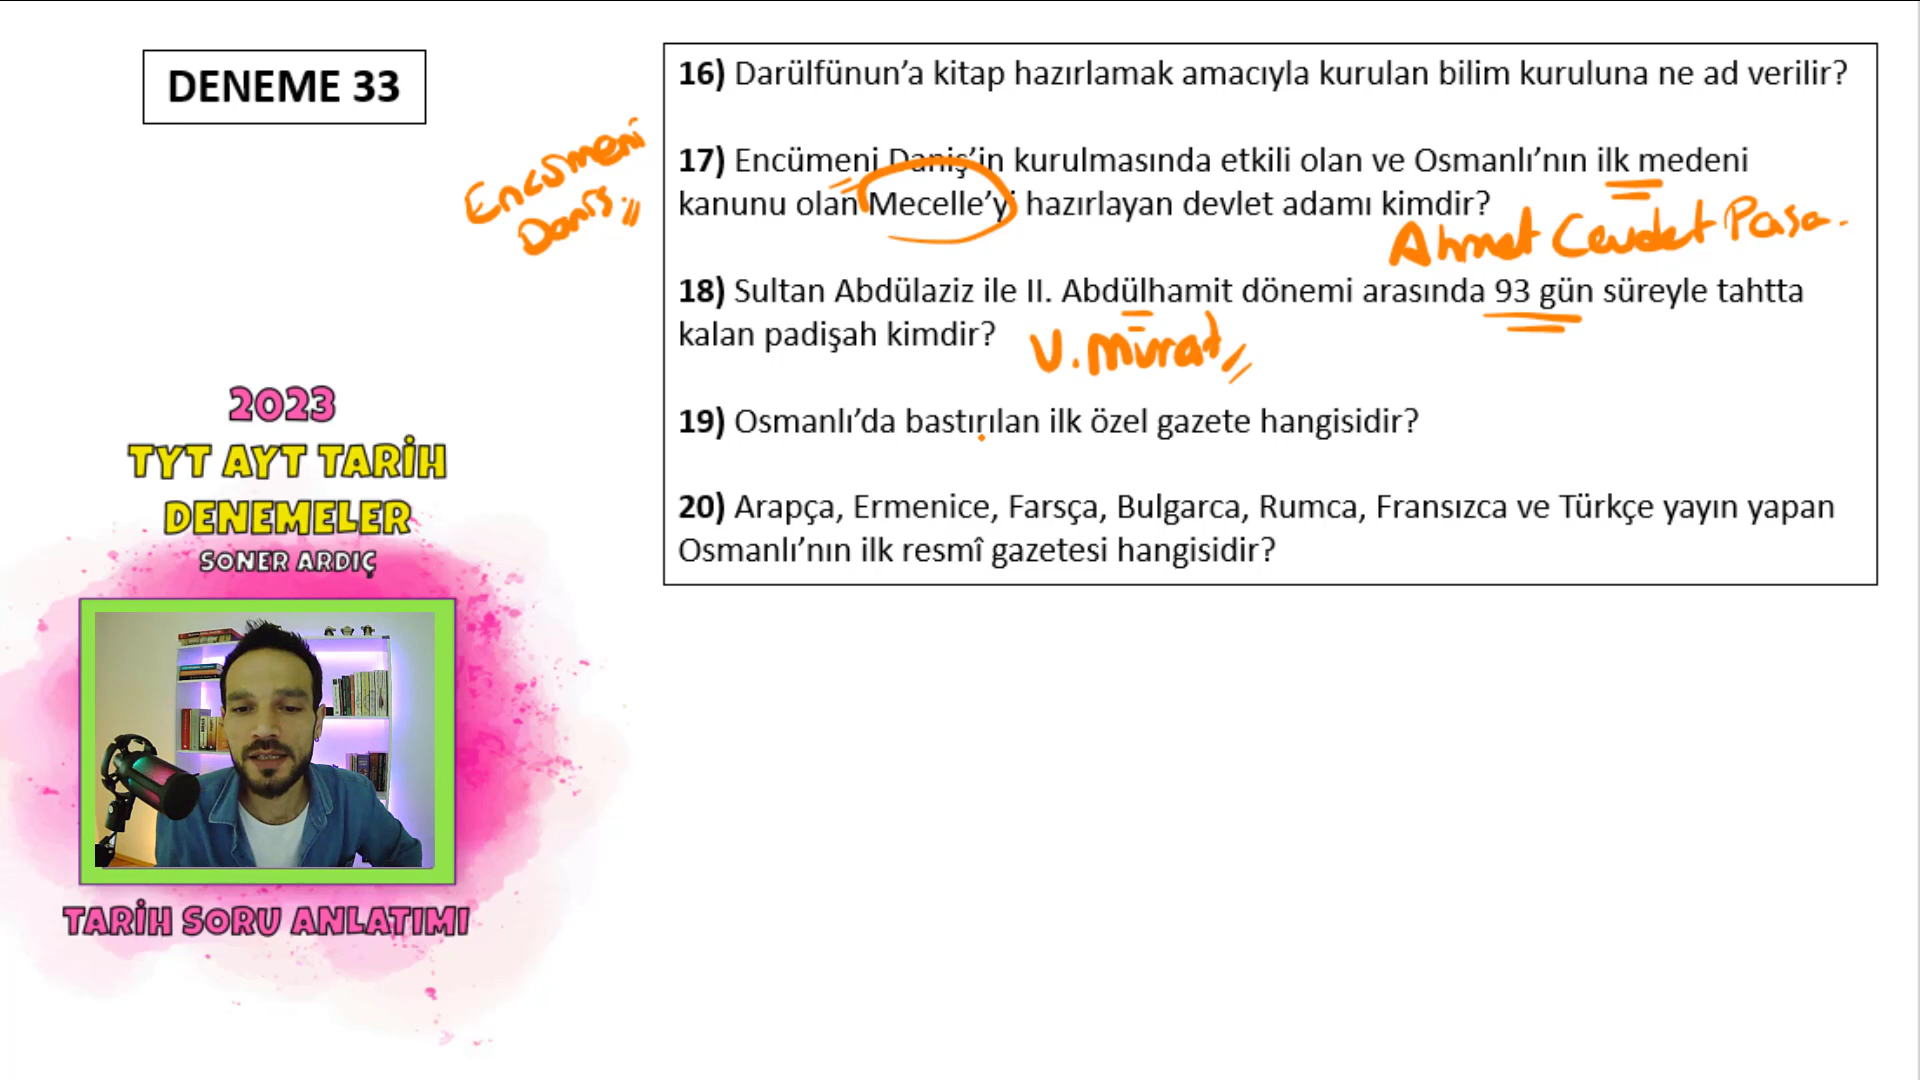 DENEME 33
16) Darülfünun’a kitap hazırlamak amacıyla kurulan bilim kuruluna ne ad verilir?
Encümeni
Daniş
17) Encümeni Daniş’in kurulmasında etkili olan ve Osmanlı’nın ilk medeni
kanunu olan Mecelle’yi hazırlayan devlet adamı kimdir?
Ahmet Cevdet Paşa.
18) Sultan Abdülaziz ile II. Abdülhamit dönemi arasında 93 gün süreyle tahtta
kalan padişah kimdir?
V. Murat
19) Osmanlı’da bastırılan ilk özel gazete hangisidir?
20) Arapça, Ermenice, Farsça, Bulgarca, Rumca, Fransızca ve Türkçe yayın yapan
Osmanlı’nın ilk resmî gazetesi hangisidir?
2023
TYT AYT TARİH
DENEMELER
SONER ARDIÇ
TARİH SORU ANLATIMI